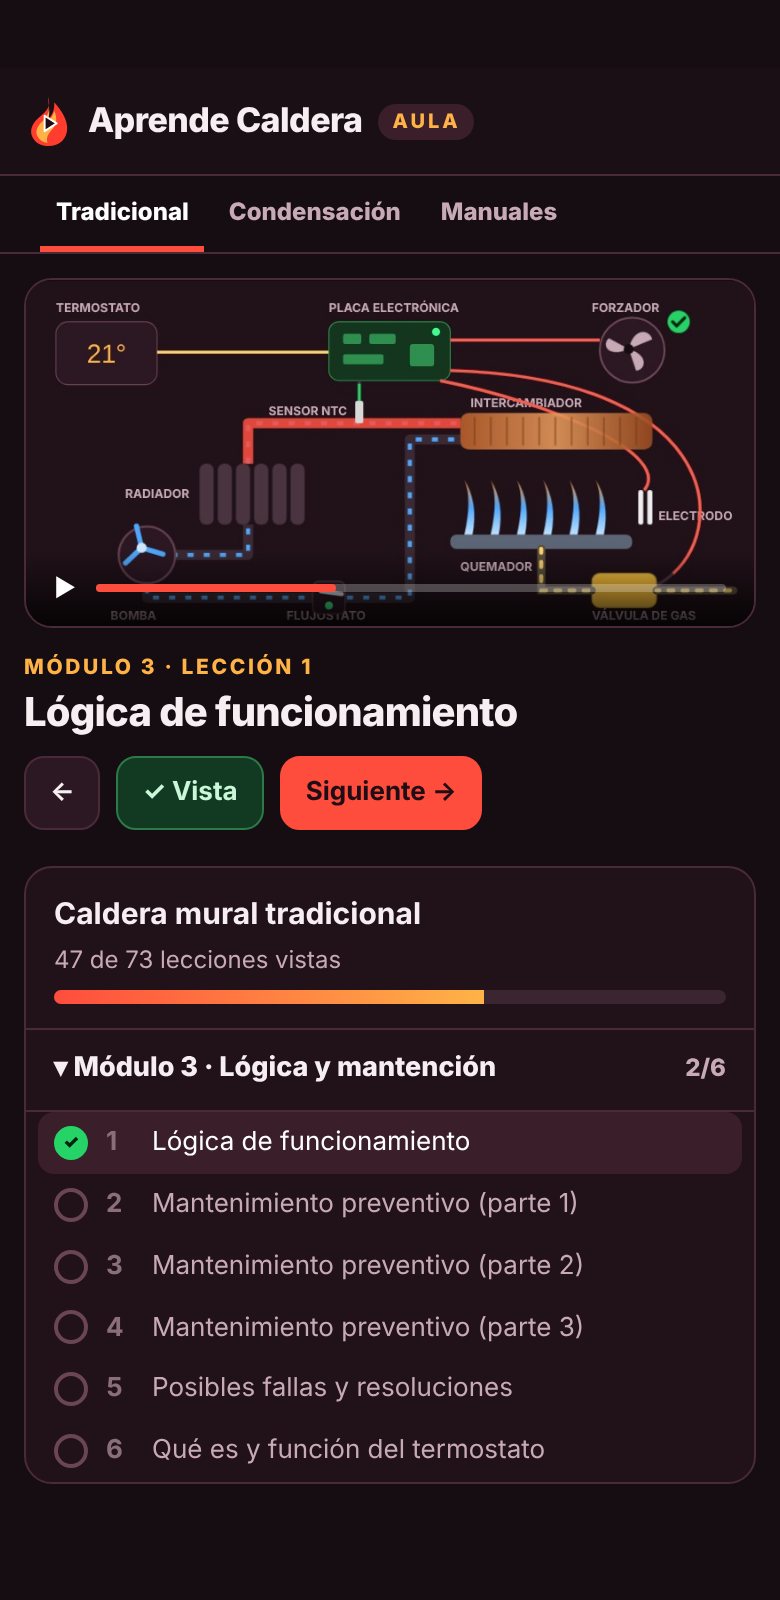 Aprende Caldera AULA
Tradicional Condensación Manuales
TERMOSTATO PLACA ELECTRÓNICA FORZADOR
21°
INTERCAMBIADOR
SENSOR NTC
RADIADOR
ELECTRODO
QUEMADOR
BOMBA FLUJOSTATO VÁLVULA DE GAS
MÓDULO 3 · LECCIÓN 1
Lógica de funcionamiento
← ✓ Vista Siguiente →
Caldera mural tradicional
47 de 73 lecciones vistas
▾ Módulo 3 · Lógica y mantención 2/6
1 Lógica de funcionamiento
2 Mantenimiento preventivo (parte 1)
3 Mantenimiento preventivo (parte 2)
4 Mantenimiento preventivo (parte 3)
5 Posibles fallas y resoluciones
6 Qué es y función del termostato